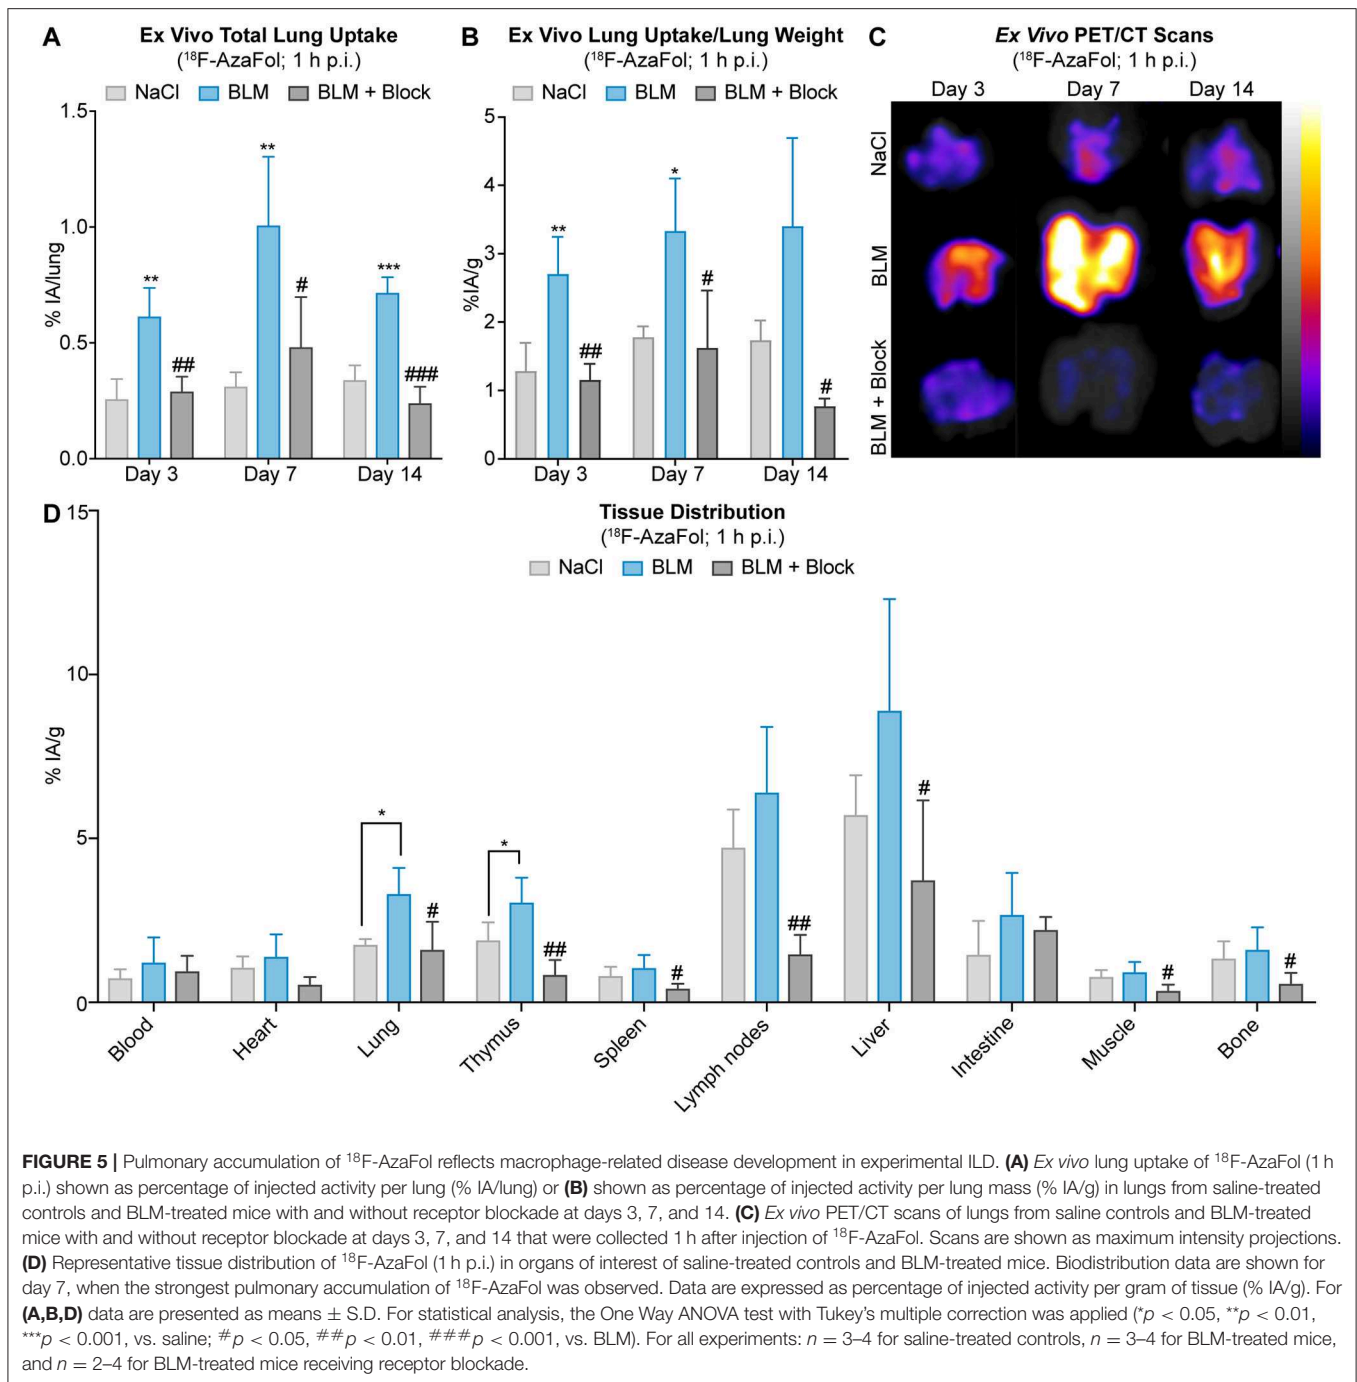 A
Ex Vivo Total Lung Uptake
(¹⁸F-AzaFol; 1 h p.i.)
NaCl BLM BLM + Block
% IA/lung
1.5
1.0
0.5
0.0
** ## ** # *** ###
Day 3 Day 7 Day 14
B
Ex Vivo Lung Uptake/Lung Weight
(¹⁸F-AzaFol; 1 h p.i.)
NaCl BLM BLM + Block
%IA/g
5
4
3
2
1
0
** ## * # #
Day 3 Day 7 Day 14
C
Ex Vivo PET/CT Scans
(¹⁸F-AzaFol; 1 h p.i.)
Day 3 Day 7 Day 14
NaCl
BLM
BLM + Block
D
Tissue Distribution
(¹⁸F-AzaFol; 1 h p.i.)
NaCl BLM BLM + Block
% IA/g
15
10
5
0
* # * ## # ## # # #
Blood Heart Lung Thymus Spleen Lymph nodes Liver Intestine Muscle Bone
FIGURE 5 | Pulmonary accumulation of ¹⁸F-AzaFol reflects macrophage-related disease development in experimental ILD. (A) Ex vivo lung uptake of ¹⁸F-AzaFol (1 h
p.i.) shown as percentage of injected activity per lung (% IA/lung) or (B) shown as percentage of injected activity per lung mass (% IA/g) in lungs from saline-treated
controls and BLM-treated mice with and without receptor blockade at days 3, 7, and 14. (C) Ex vivo PET/CT scans of lungs from saline controls and BLM-treated
mice with and without receptor blockade at days 3, 7, and 14 that were collected 1 h after injection of ¹⁸F-AzaFol. Scans are shown as maximum intensity projections.
(D) Representative tissue distribution of ¹⁸F-AzaFol (1 h p.i.) in organs of interest of saline-treated controls and BLM-treated mice. Biodistribution data are shown for
day 7, when the strongest pulmonary accumulation of ¹⁸F-AzaFol was observed. Data are expressed as percentage of injected activity per gram of tissue (% IA/g). For
(A,B,D) data are presented as means ± S.D. For statistical analysis, the One Way ANOVA test with Tukey's multiple correction was applied (*p < 0.05, **p < 0.01,
***p < 0.001, vs. saline; #p < 0.05, ##p < 0.01, ###p < 0.001, vs. BLM). For all experiments: n = 3–4 for saline-treated controls, n = 3–4 for BLM-treated mice,
and n = 2–4 for BLM-treated mice receiving receptor blockade.